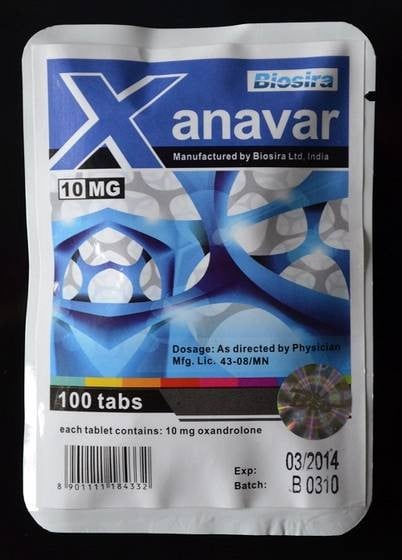 Biosira
Xanavar
Manufactured by Biosira Ltd, India
10 MG
Dosage: As directed by Physician
Mfg. Lic. 43-08/MN
100 tabs
each tablet contains: 10 mg oxandrolone
Exp: 03/2014
Batch: B 0310
8 901111 184332